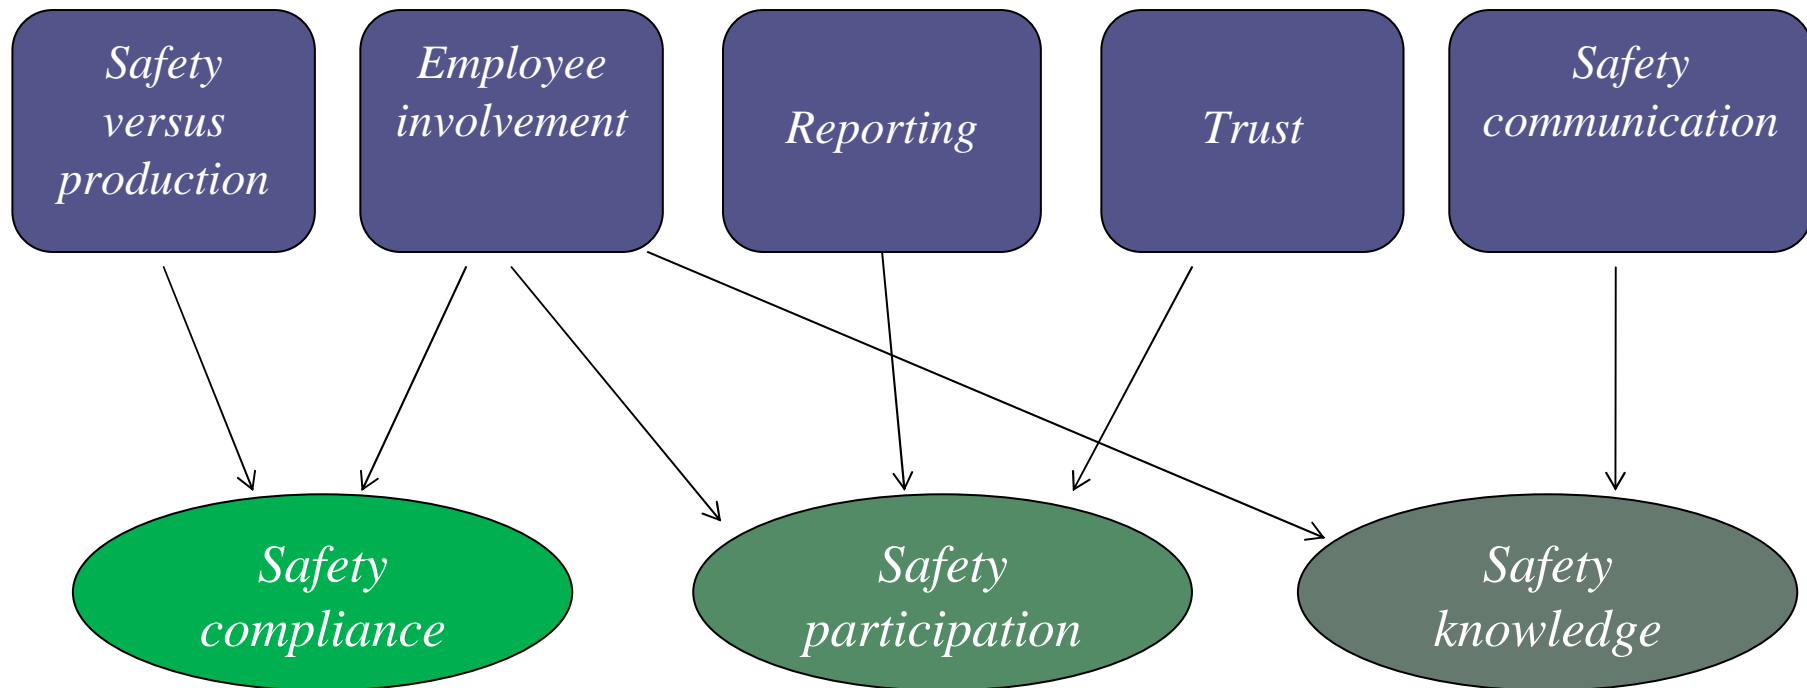 Safety
versus
production
Employee
involvement
Reporting
Trust
Safety
communication
Safety
compliance
Safety
participation
Safety
knowledge